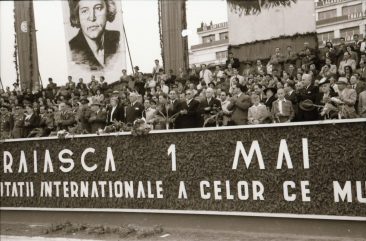 RAIASCA 1 MAI
ITATII INTERNATIONALE A CELOR CE MU